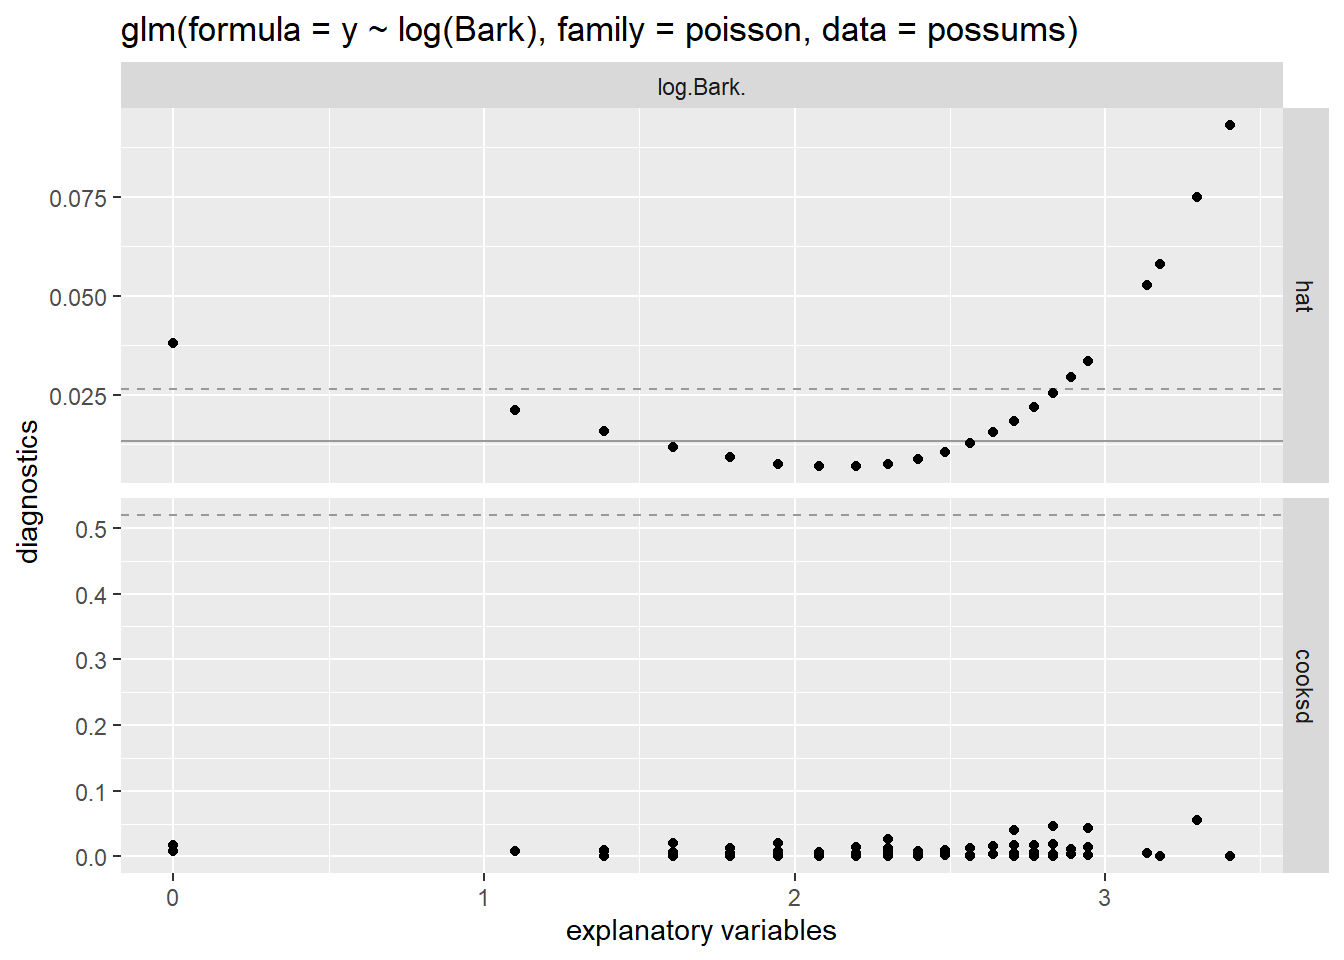 glm(formula = y ~ log(Bark), family = poisson, data = possums)
log.Bark.
0.075
0.050
0.025
hat
diagnostics
0.5
0.4
0.3
0.2
0.1
0.0
cooksd
0 1 2 3
explanatory variables